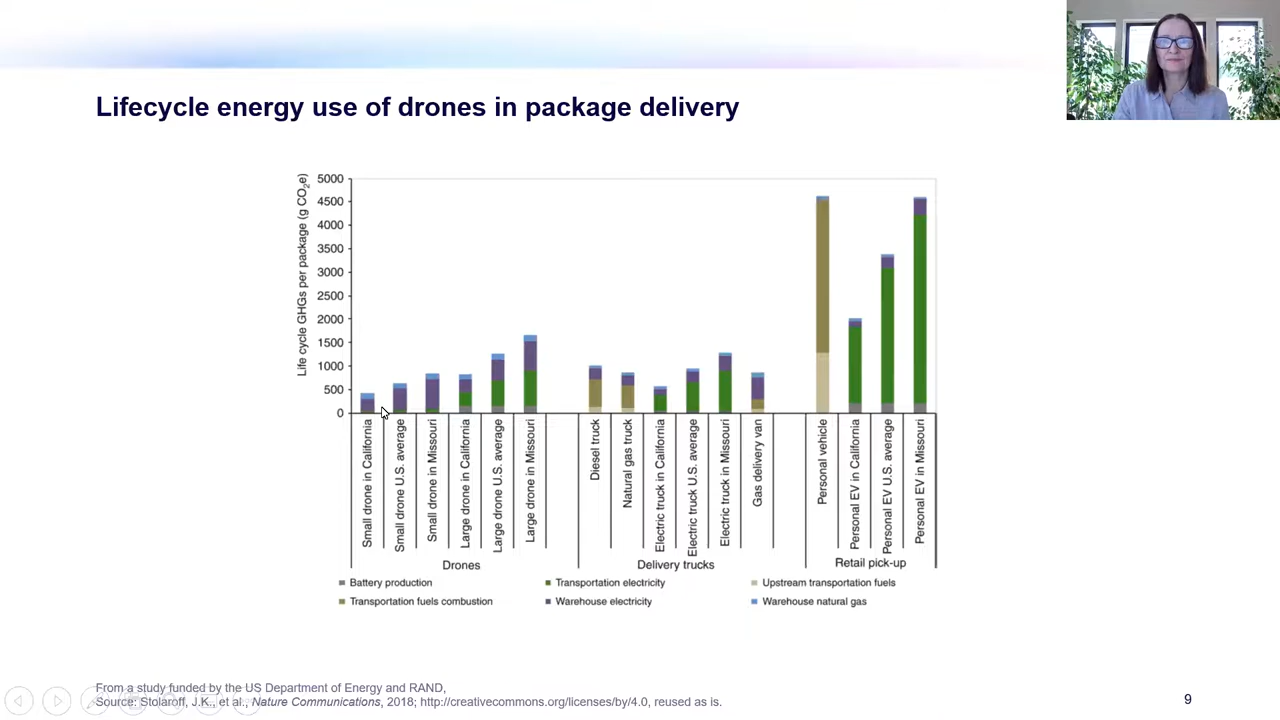 Lifecycle energy use of drones in package delivery
Life cycle GHGs per package (g CO2e)
5000
4500
4000
3500
3000
2500
2000
1500
1000
500
0
Small drone in California
Small drone U.S. average
Small drone in Missouri
Large drone in California
Large drone U.S. average
Large drone in Missouri
Diesel truck
Natural gas truck
Electric truck in California
Electric truck U.S. average
Electric truck in Missouri
Gas delivery van
Personal vehicle
Personal EV in California
Personal EV U.S. average
Personal EV in Missouri
Drones
Delivery trucks
Retail pick-up
Battery production
Transportation electricity
Upstream transportation fuels
Transportation fuels combustion
Warehouse electricity
Warehouse natural gas
From a study funded by the US Department of Energy and RAND,
Source: Stolaroff, J.K., et al., Nature Communications, 2018; http://creativecommons.org/licenses/by/4.0, reused as is.
9